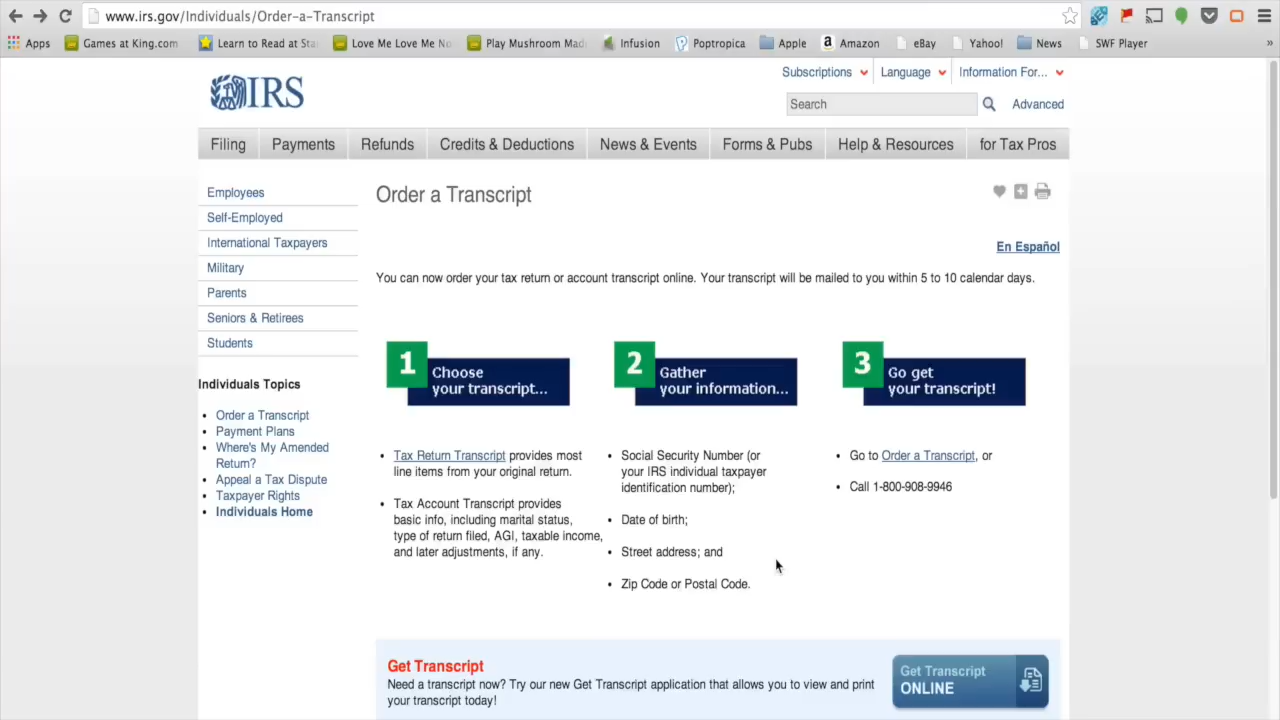 www.irs.gov/Individuals/Order-a-Transcript
Apps Games at King.com Learn to Read at Sta Love Me Love Me No Play Mushroom Mad Infusion Poptropica Apple Amazon eBay Yahoo! News SWF Player »
Subscriptions Language Information For...
IRS
Search Advanced
Filing Payments Refunds Credits & Deductions News & Events Forms & Pubs Help & Resources for Tax Pros
Employees
Self-Employed
International Taxpayers
Military
Parents
Seniors & Retirees
Students
Individuals Topics
• Order a Transcript
• Payment Plans
• Where's My Amended
Return?
• Appeal a Tax Dispute
• Taxpayer Rights
• Individuals Home
Order a Transcript
En Español
You can now order your tax return or account transcript online. Your transcript will be mailed to you within 5 to 10 calendar days.
1 Choose
your transcript...
• Tax Return Transcript provides most
line items from your original return.
• Tax Account Transcript provides
basic info, including marital status,
type of return filed, AGI, taxable income,
and later adjustments, if any.
2 Gather
your information...
• Social Security Number (or
your IRS individual taxpayer
identification number);
• Date of birth;
• Street address; and
• Zip Code or Postal Code.
3 Go get
your transcript!
• Go to Order a Transcript, or
• Call 1-800-908-9946
Get Transcript
Need a transcript now? Try our new Get Transcript application that allows you to view and print
your transcript today!
Get Transcript
ONLINE